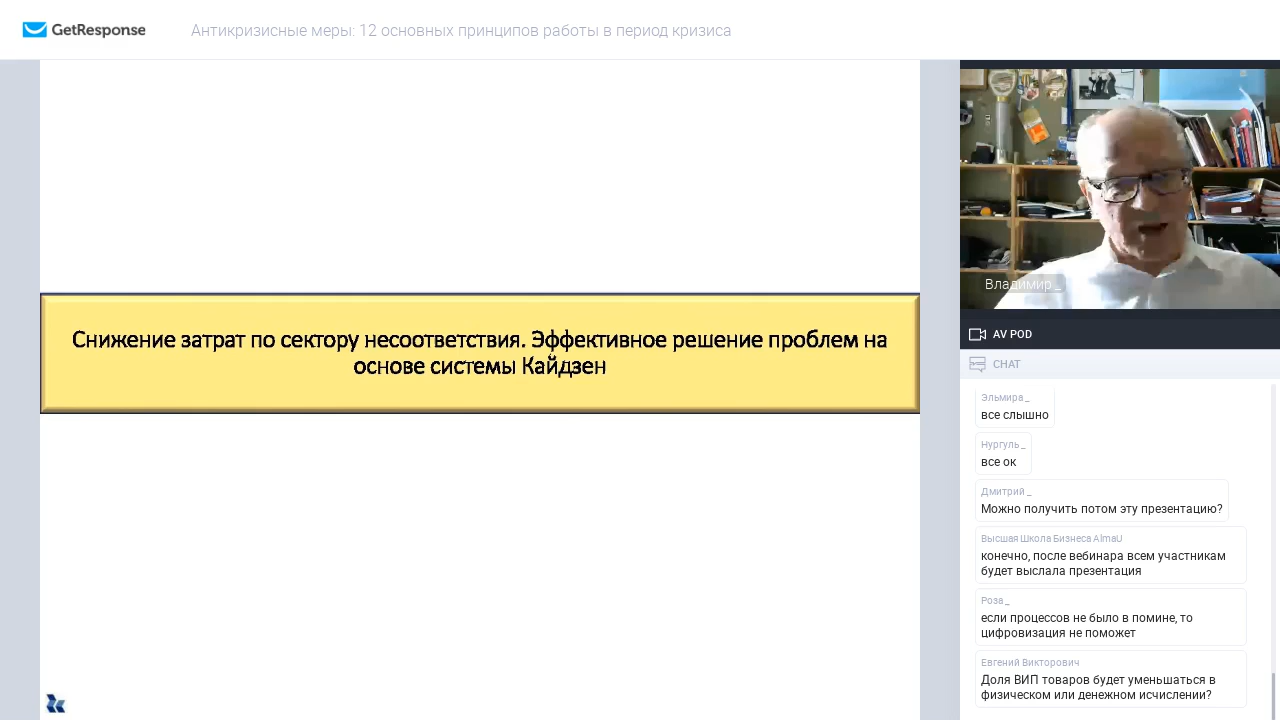 GetResponse
Антикризисные меры: 12 основных принципов работы в период кризиса
Снижение затрат по сектору несоответствия. Эффективное решение проблем на
основе системы Кайдзен
Владимир _
AV POD
CHAT
Эльмира _
все слышно
Нургуль _
все ок
Дмитрий _
Можно получить потом эту презентацию?
Высшая Школа Бизнеса AlmaU
конечно, после вебинара всем участникам
будет выслала презентация
Роза _
если процессов не было в помине, то
цифровизация не поможет
Евгений Викторович
Доля ВИП товаров будет уменьшаться в
физическом или денежном исчислении?